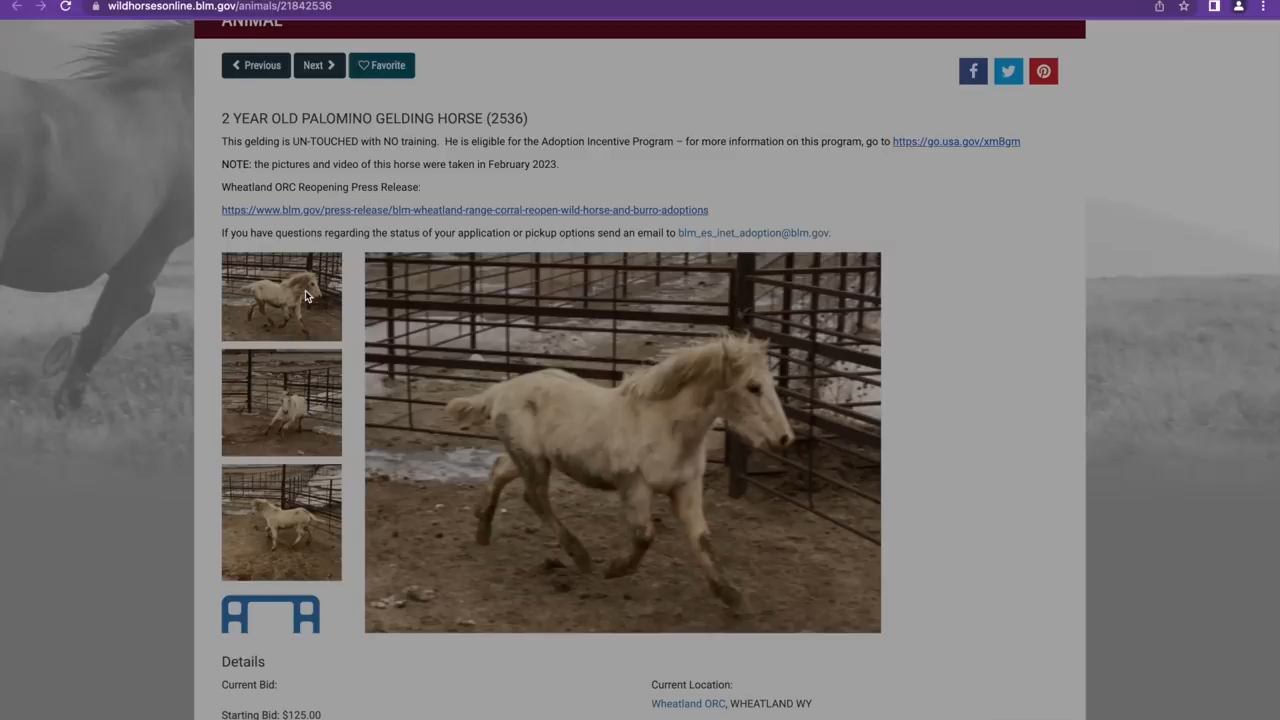 wildhorsesonline.blm.gov/animals/21842536
ANIMAL
Previous Next Favorite
2 YEAR OLD PALOMINO GELDING HORSE (2536)
This gelding is UN-TOUCHED with NO training. He is eligible for the Adoption Incentive Program – for more information on this program, go to https://go.usa.gov/xmBgm
NOTE: the pictures and video of this horse were taken in February 2023.
Wheatland ORC Reopening Press Release:
https://www.blm.gov/press-release/blm-wheatland-range-corral-reopen-wild-horse-and-burro-adoptions
If you have questions regarding the status of your application or pickup options send an email to blm_es_inet_adoption@blm.gov.
Details
Current Bid:
Current Location:
Wheatland ORC, WHEATLAND WY
Starting Bid: $125.00